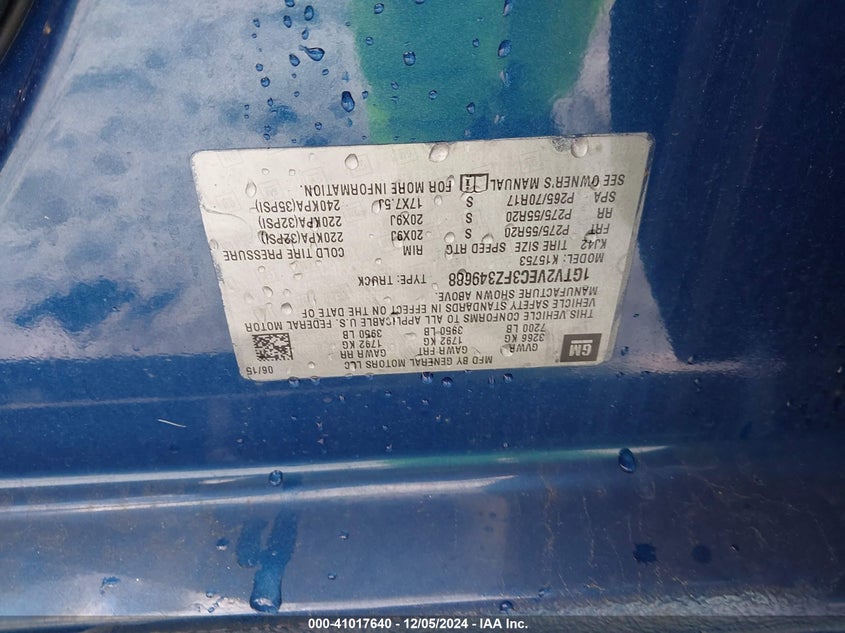 MFG BY GENERAL MOTORS LLC 06/15
GM
GVWR GAWR FRT GAWR RR
3266 KG 1792 KG 1792 KG
7200 LB 3950 LB 3950 LB
THIS VEHICLE CONFORMS TO ALL APPLICABLE U.S. FEDERAL MOTOR
VEHICLE SAFETY STANDARDS IN EFFECT ON THE DATE OF
MANUFACTURE SHOWN ABOVE.
1GTV2VEC3FZ349688 TYPE: TRUCK
MODEL: K15753
KJ42 TIRE SIZE SPEED RTG RIM COLD TIRE PRESSURE
FRT P275/55R20 S 20X9J 220KPA(32PSI)
RR P275/55R20 S 20X9J 220KPA(32PSI)
SPA P265/70R17 S 17X7.5J 240KPA(35PSI)
SEE OWNER'S MANUAL FOR MORE INFORMATION.
000-41017640 - 12/05/2024 - IAA Inc.